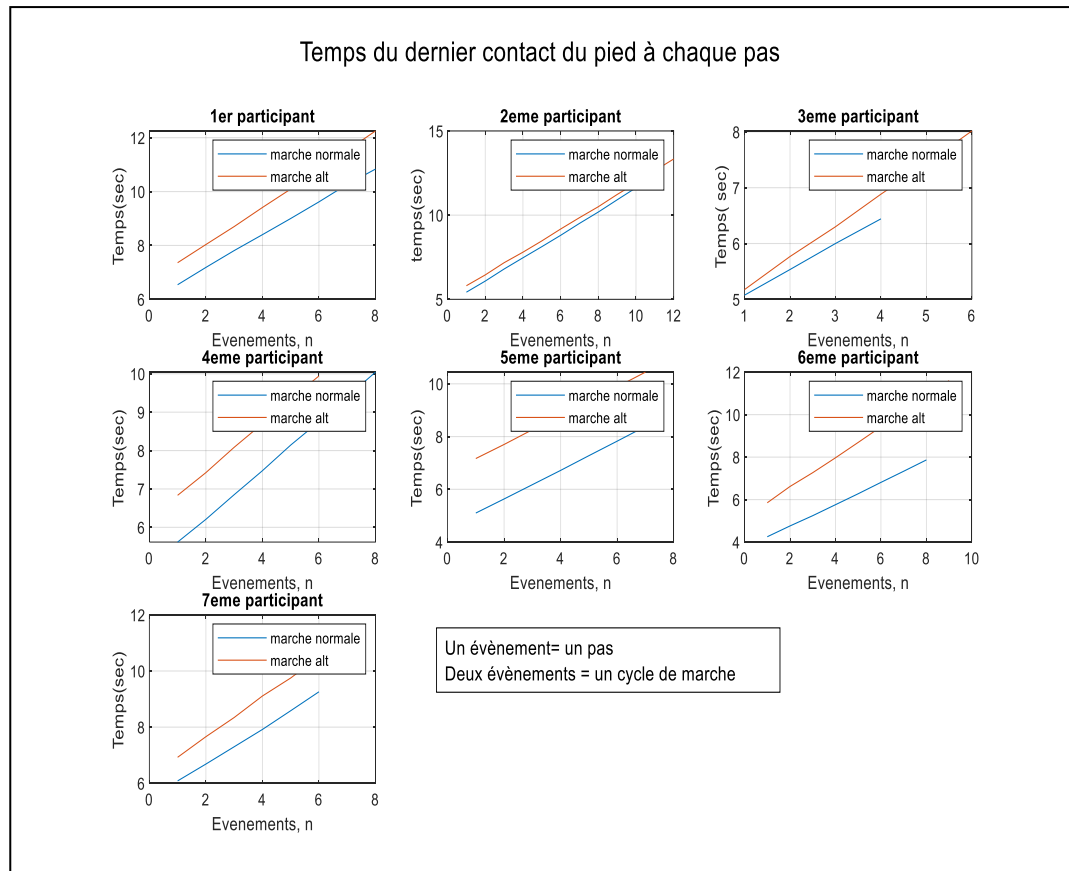 Temps du dernier contact du pied à chaque pas
1er participant
12
10
8
6
Temps(sec)
marche normale
marche alt
0 2 4 6 8
Evenements, n
2eme participant
15
10
5
temps(sec)
marche normale
marche alt
0 2 4 6 8 10 12
Evenements, n
3eme participant
8
7
6
5
Temps( sec)
marche normale
marche alt
1 2 3 4 5 6
Evenements, n
4eme participant
10
9
8
7
6
Temps(sec)
marche normale
marche alt
0 2 4 6 8
Evenements, n
5eme participant
10
8
6
4
Temps(sec)
marche normale
marche alt
0 2 4 6 8
Evenements, n
6eme participant
12
10
8
6
4
Temps(sec)
marche normale
marche alt
0 2 4 6 8 10
Evenements, n
7eme participant
12
10
8
6
Temps(sec)
marche normale
marche alt
0 2 4 6 8
Evenements, n
Un évènement= un pas
Deux évènements = un cycle de marche